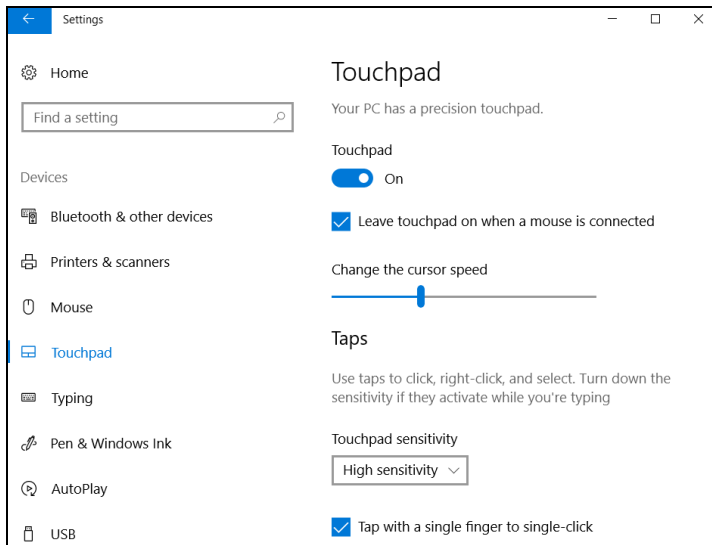 Settings
Home
Find a setting
Devices
Bluetooth & other devices
Printers & scanners
Mouse
Touchpad
Typing
Pen & Windows Ink
AutoPlay
USB
Touchpad
Your PC has a precision touchpad.
Touchpad
On
Leave touchpad on when a mouse is connected
Change the cursor speed
Taps
Use taps to click, right-click, and select. Turn down the
sensitivity if they activate while you're typing
Touchpad sensitivity
High sensitivity
Tap with a single finger to single-click